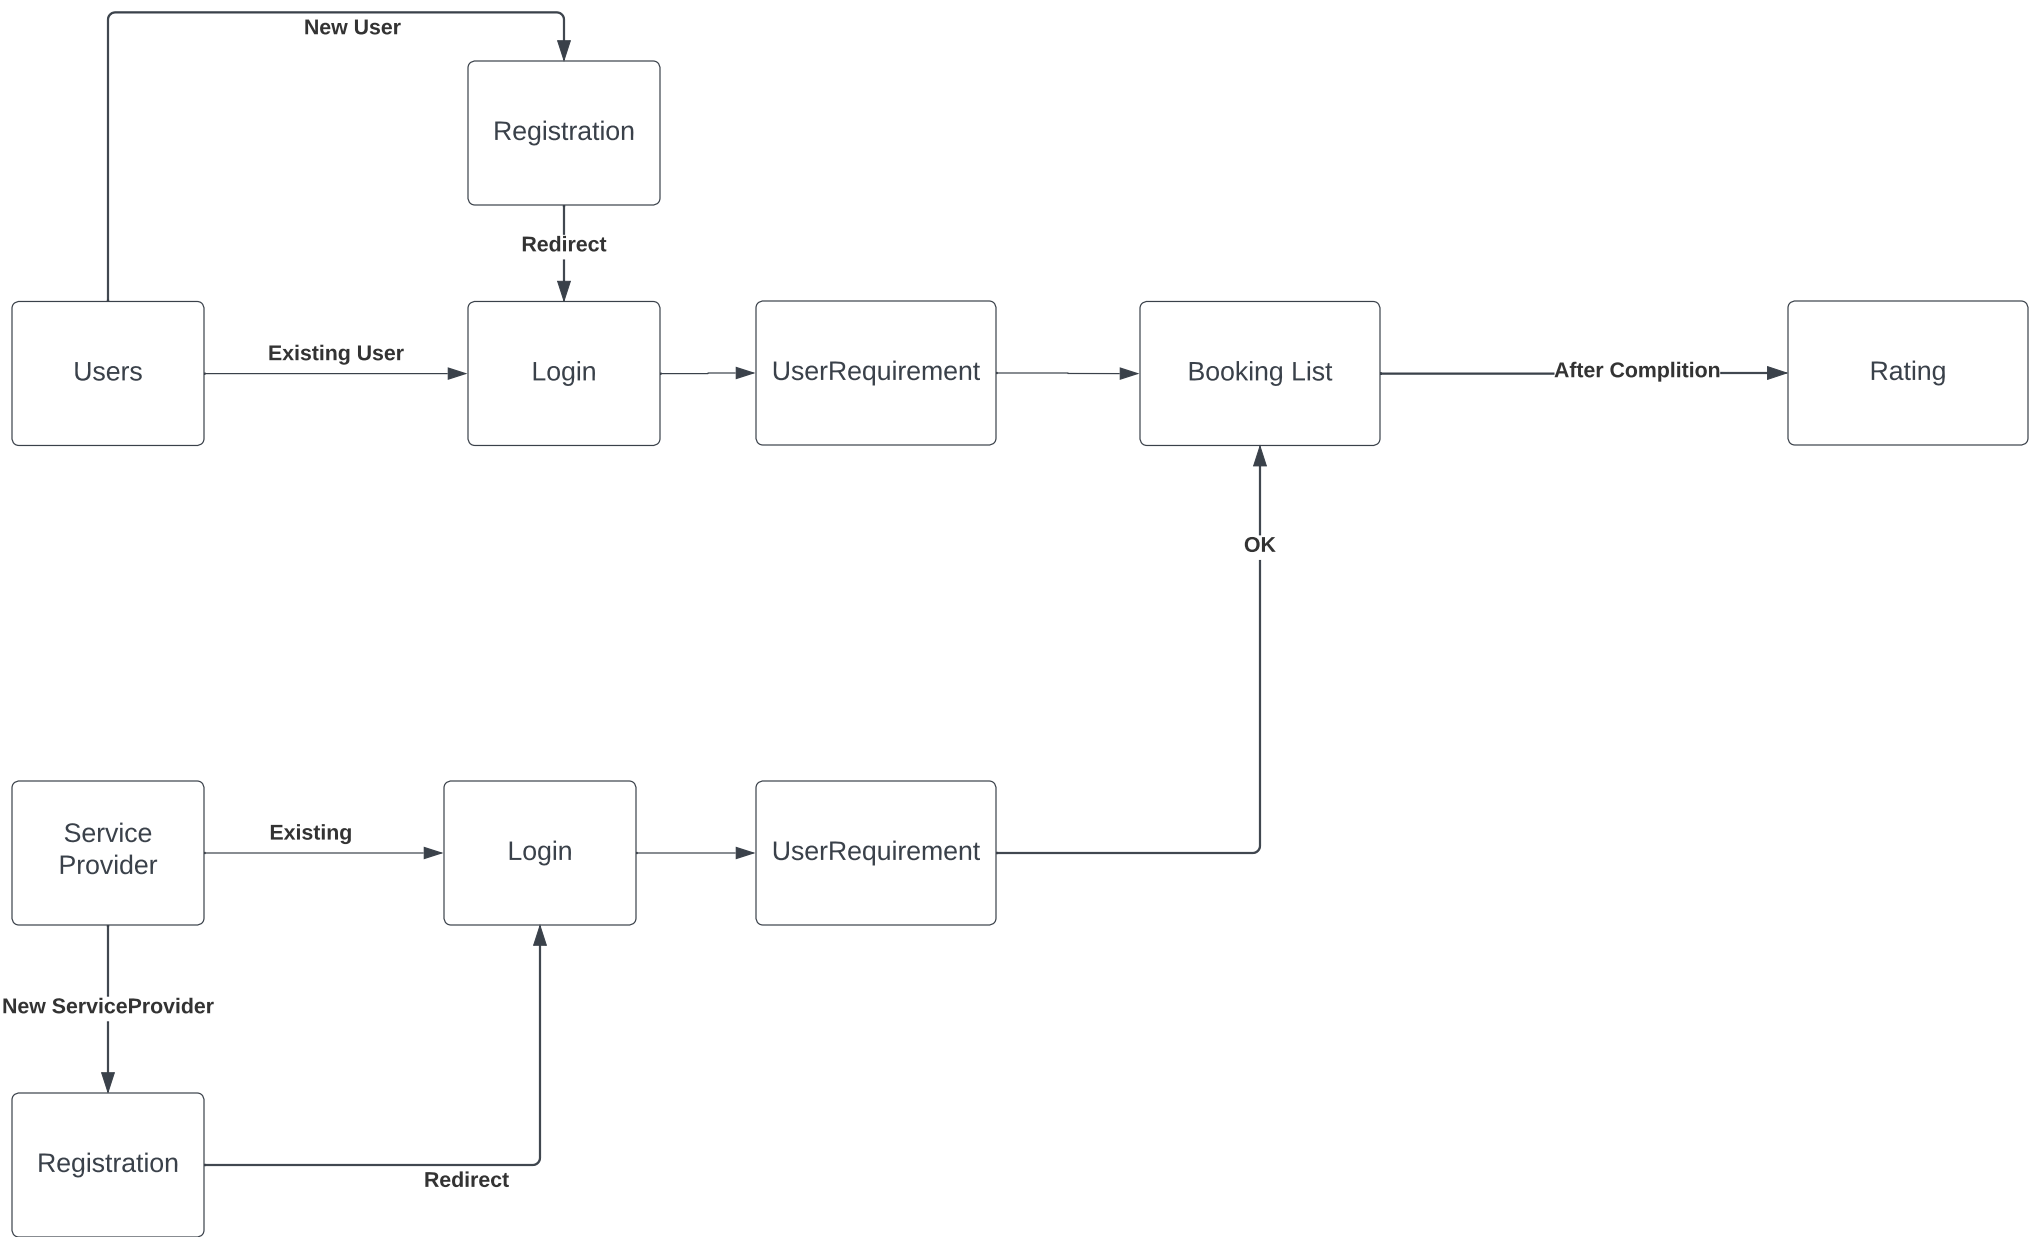 New User
Registration
Redirect
Users
Existing User
Login
UserRequirement
Booking List
After Complition
Rating
OK
Service
Provider
Existing
Login
UserRequirement
New ServiceProvider
Registration
Redirect